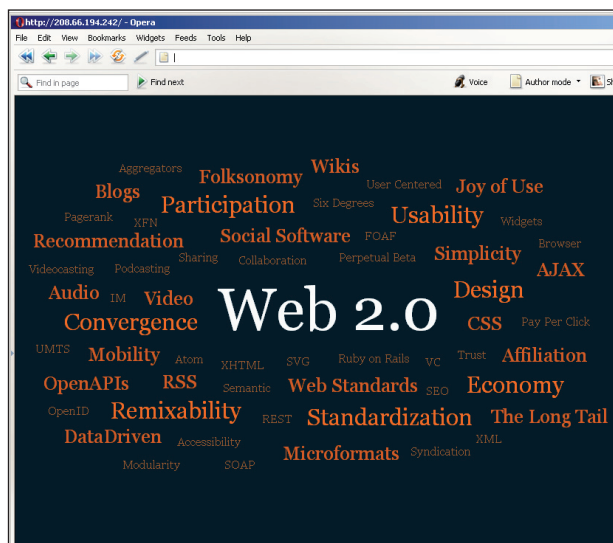 http://208.66.194.242/ - Opera
File Edit View Bookmarks Widgets Feeds Tools Help
Find in page Find next Voice Author mode
Aggregators Folksonomy Wikis
Blogs Participation Six Degrees User Centered Joy of Use
Pagerank XFN Usability Widgets
Recommendation Social Software FOAF Simplicity Browser
Videocasting Podcasting Sharing Collaboration Perpetual Beta AJAX
Audio IM Video Web 2.0 Design
Convergence CSS Pay Per Click
UMTS Mobility Atom XHTML SVG Ruby on Rails VC Trust Affiliation
OpenAPIs RSS Semantic Web Standards SEO Economy
OpenID Remixability REST Standardization The Long Tail
DataDriven Accessibility Microformats Syndication XML
Modularity SOAP